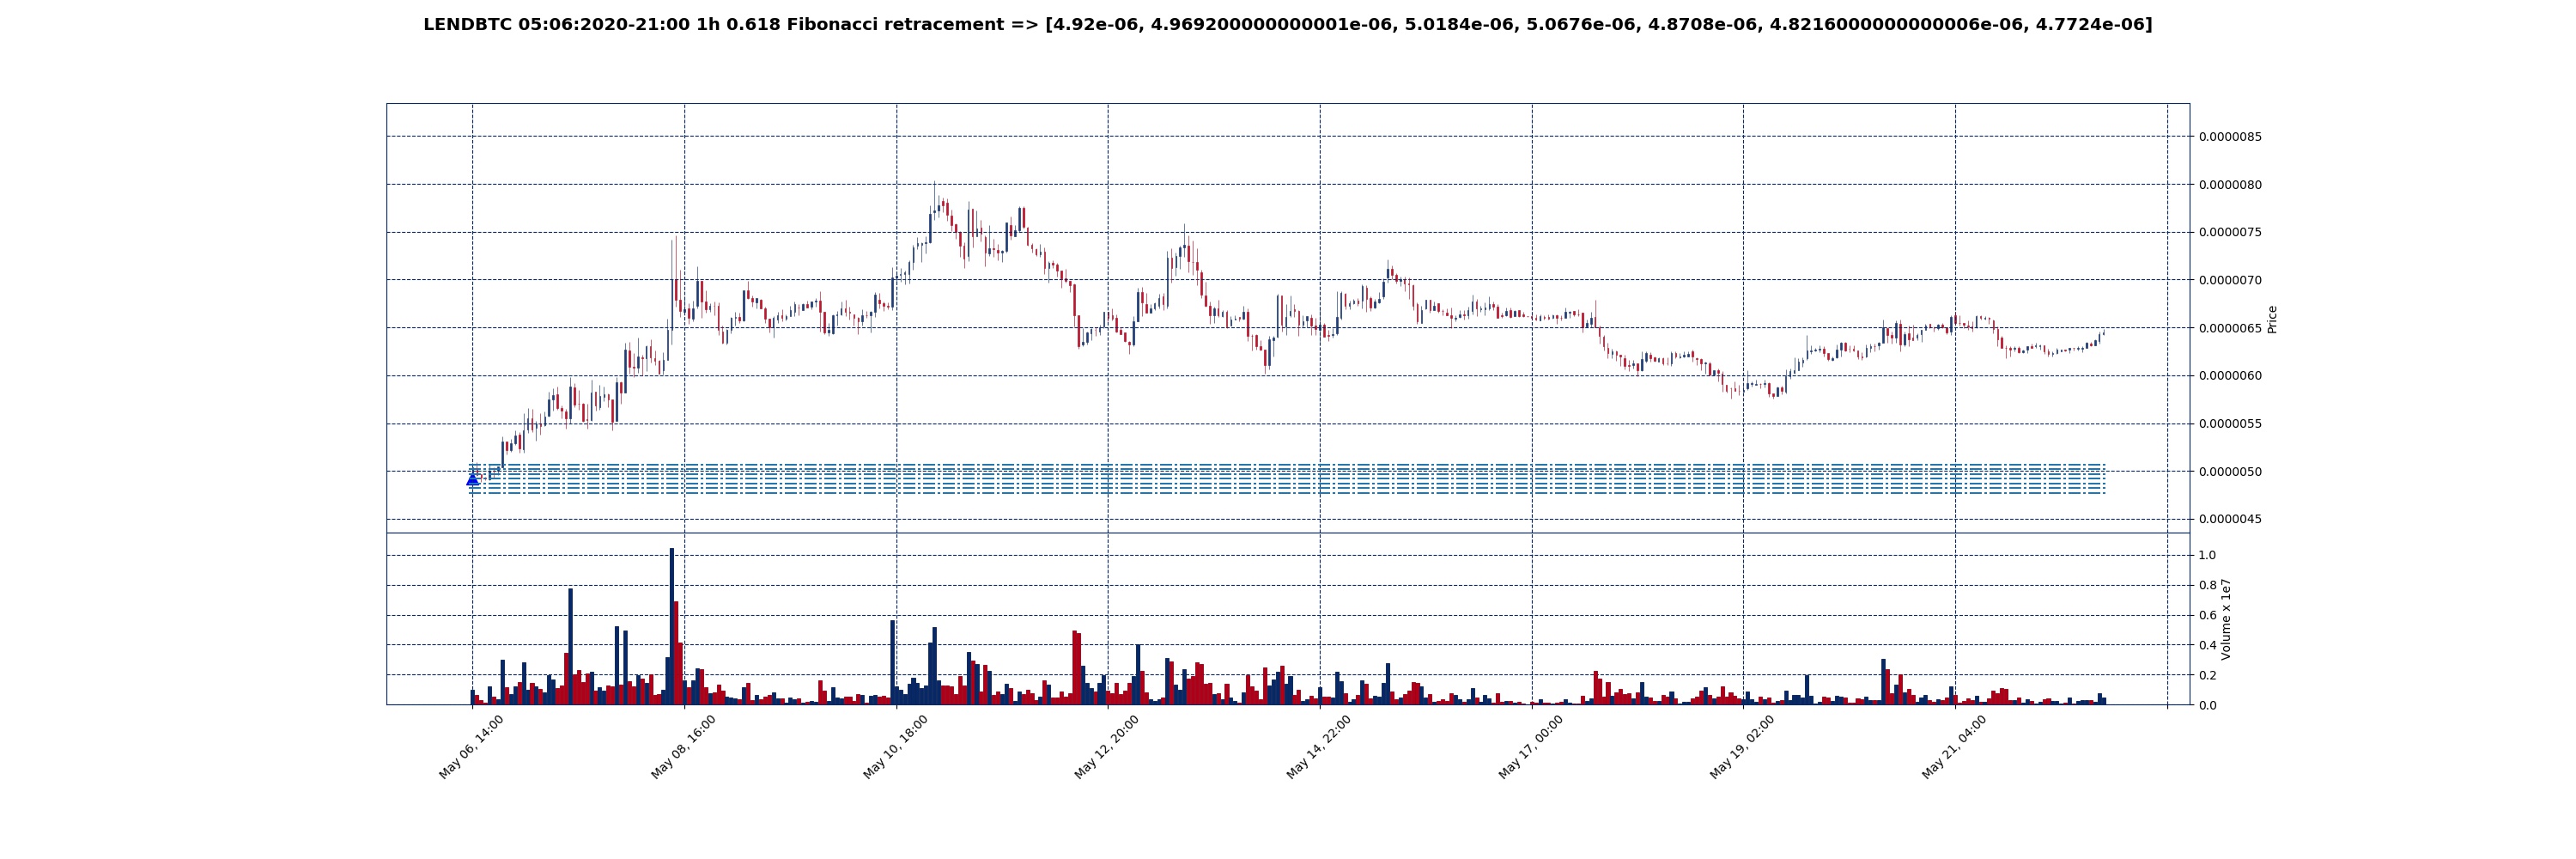 LENDBTC 05:06:2020-21:00 1h 0.618 Fibonacci retracement => [4.92e-06, 4.969200000000001e-06, 5.0184e-06, 5.0676e-06, 4.8708e-06, 4.8216000000000006e-06, 4.7724e-06]
0.0000085
0.0000080
0.0000075
0.0000070
0.0000065
0.0000060
0.0000055
0.0000050
0.0000045
Price
1.0
0.8
0.6
0.4
0.2
0.0
Volume x 1e7
May 06, 14:00
May 08, 16:00
May 10, 18:00
May 12, 20:00
May 14, 22:00
May 17, 00:00
May 19, 02:00
May 21, 04:00